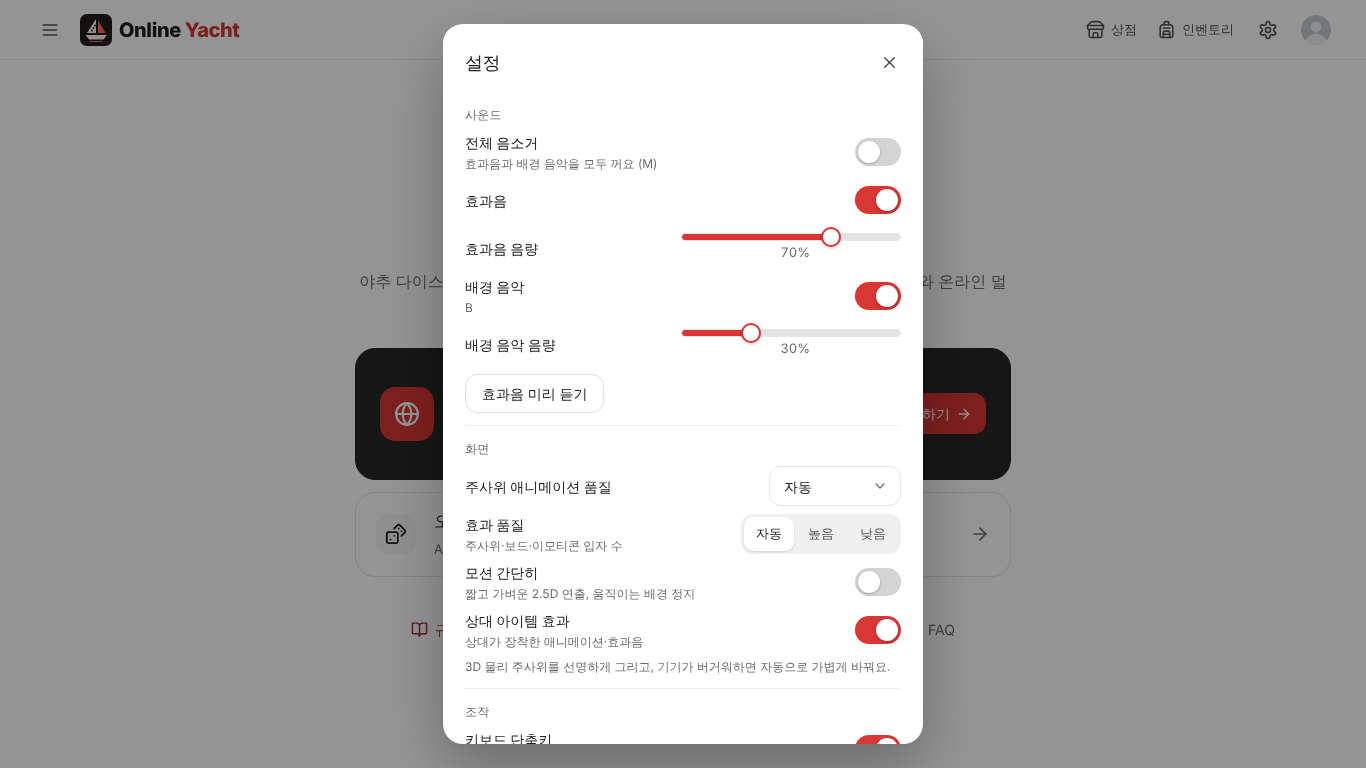 Online Yacht
상점
인벤토리
설정
사운드
전체 음소거
효과음과 배경 음악을 모두 꺼요 (M)
효과음
효과음 음량
70%
야추 다이스
와 온라인 멀
배경 음악
B
배경 음악 음량
30%
효과음 미리 듣기
하기
화면
주사위 애니메이션 품질
자동
효과 품질
주사위·보드·이모티콘 입자 수
자동 높음 낮음
모션 간단히
짧고 가벼운 2.5D 연출, 움직이는 배경 정지
상대 아이템 효과
상대가 장착한 애니메이션·효과음
FAQ
3D 물리 주사위를 선명하게 그리고, 기기가 버거워하면 자동으로 가볍게 바꿔요.
조작
키보드 단축키